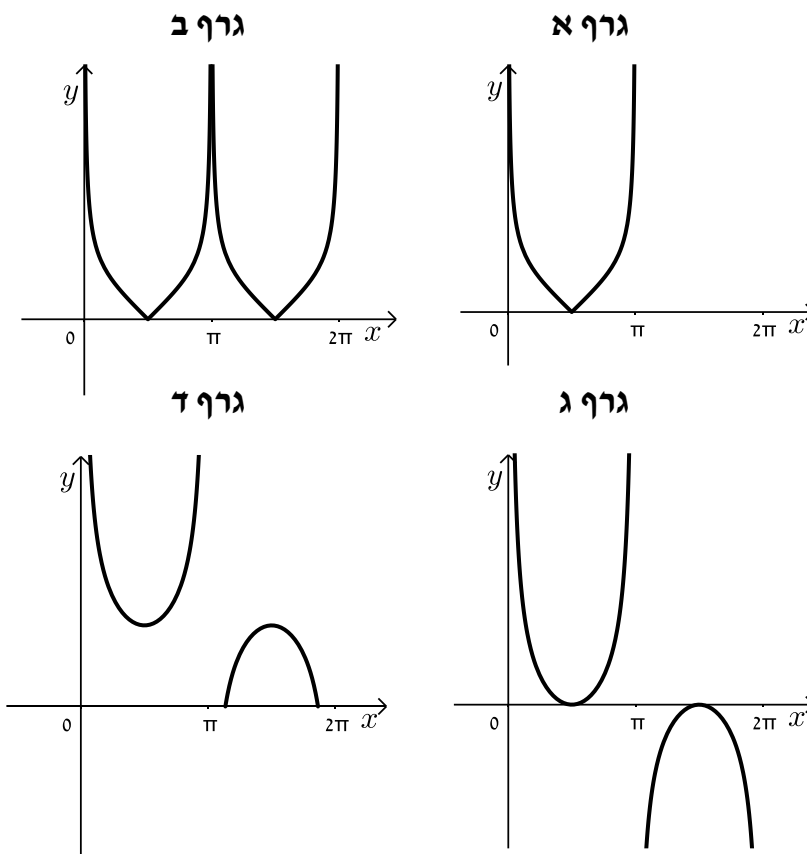 גרף א
y
0 π 2π x
גרף ב
y
0 π 2π x
גרף ג
y
0 π 2π x
גרף ד
y
0 π 2π x